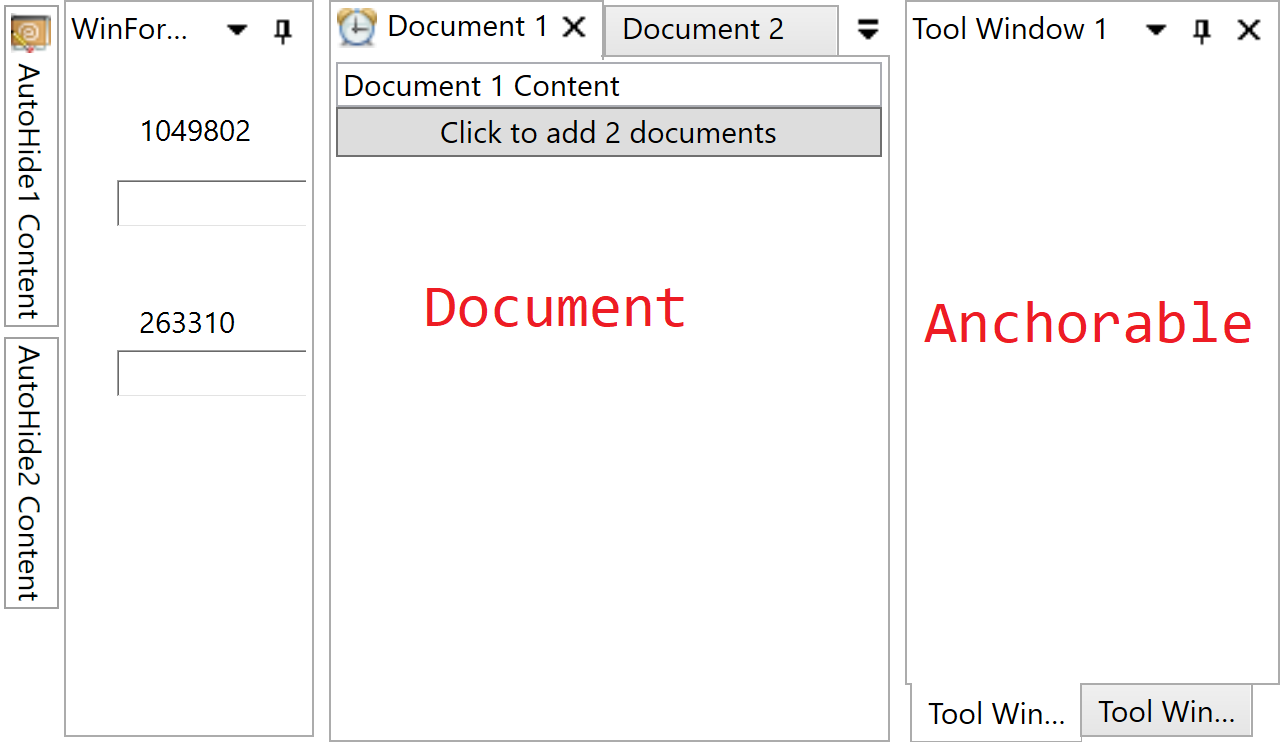 AutoHide1 Content
AutoHide2 Content
WinFor...
1049802
263310
Document 1
Document 2
Document 1 Content
Click to add 2 documents
Document
Tool Window 1
Anchorable
Tool Win...
Tool Win...